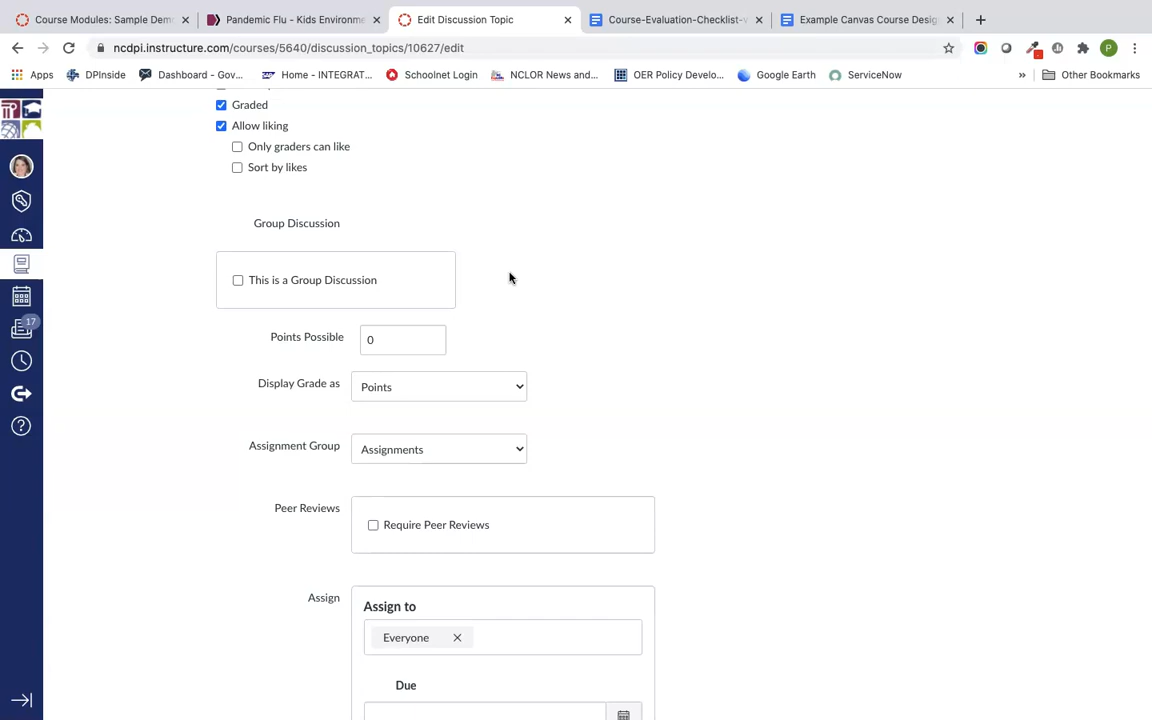 Course Modules: Sample Dem
Pandemic Flu - Kids Environme
Edit Discussion Topic
Course-Evaluation-Checklist-v
Example Canvas Course Desig
ncdpi.instructure.com/courses/5640/discussion_topics/10627/edit
P
Apps
DPInside
Dashboard - Gov...
Home - INTEGRAT...
Schoolnet Login
NCLOR News and...
OER Policy Develo...
Google Earth
ServiceNow
»
Other Bookmarks
Graded
Allow liking
Only graders can like
Sort by likes
Group Discussion
This is a Group Discussion
17
Points Possible
0
Display Grade as
Points
Assignment Group
Assignments
Peer Reviews
Require Peer Reviews
Assign
Assign to
Everyone
Due